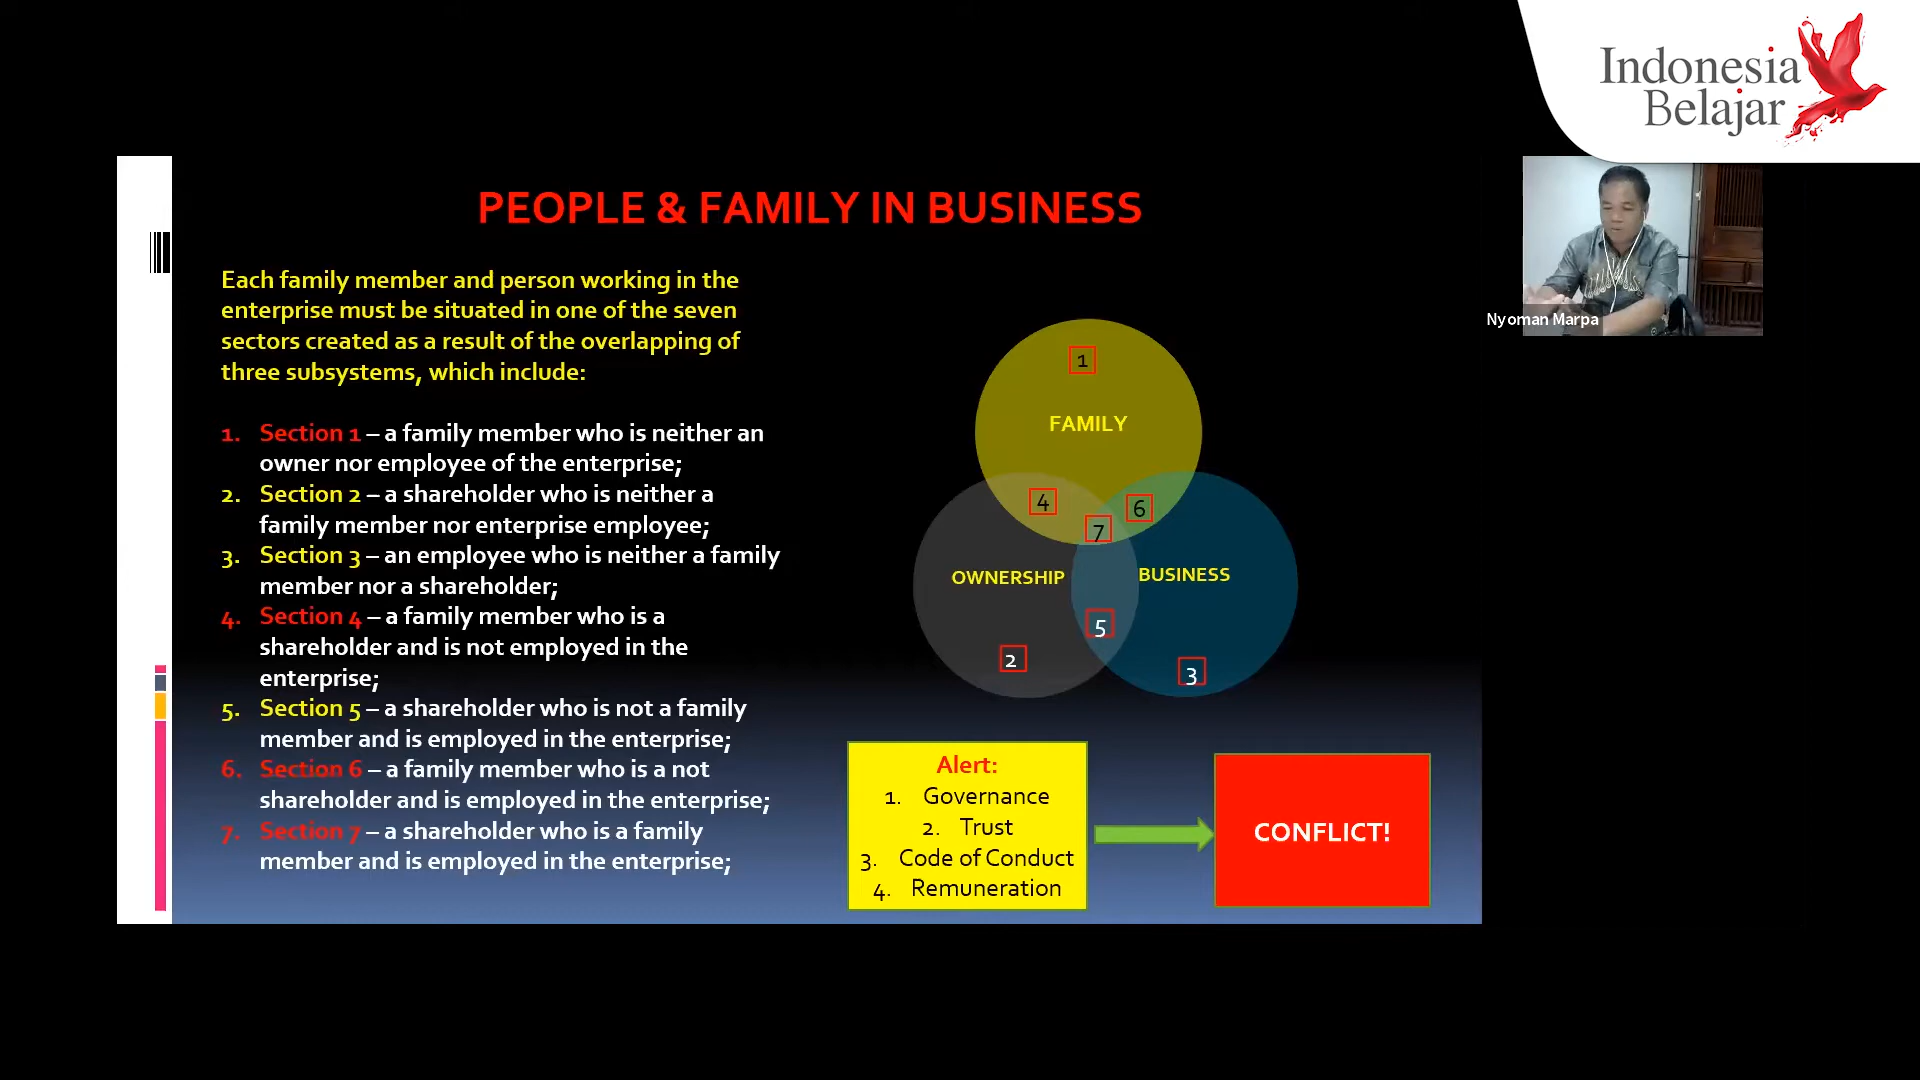 Indonesia
Belajar
PEOPLE & FAMILY IN BUSINESS
Each family member and person working in the
enterprise must be situated in one of the seven
sectors created as a result of the overlapping of
three subsystems, which include:
1. Section 1 – a family member who is neither an
owner nor employee of the enterprise;
2. Section 2 – a shareholder who is neither a
family member nor enterprise employee;
3. Section 3 – an employee who is neither a family
member nor a shareholder;
4. Section 4 – a family member who is a
shareholder and is not employed in the
enterprise;
5. Section 5 – a shareholder who is not a family
member and is employed in the enterprise;
6. Section 6 – a family member who is a not
shareholder and is employed in the enterprise;
7. Section 7 – a shareholder who is a family
member and is employed in the enterprise;
1
FAMILY
4
6
7
OWNERSHIP
BUSINESS
5
2
3
Alert:
1. Governance
2. Trust
3. Code of Conduct
4. Remuneration
CONFLICT!
Nyoman Marpa